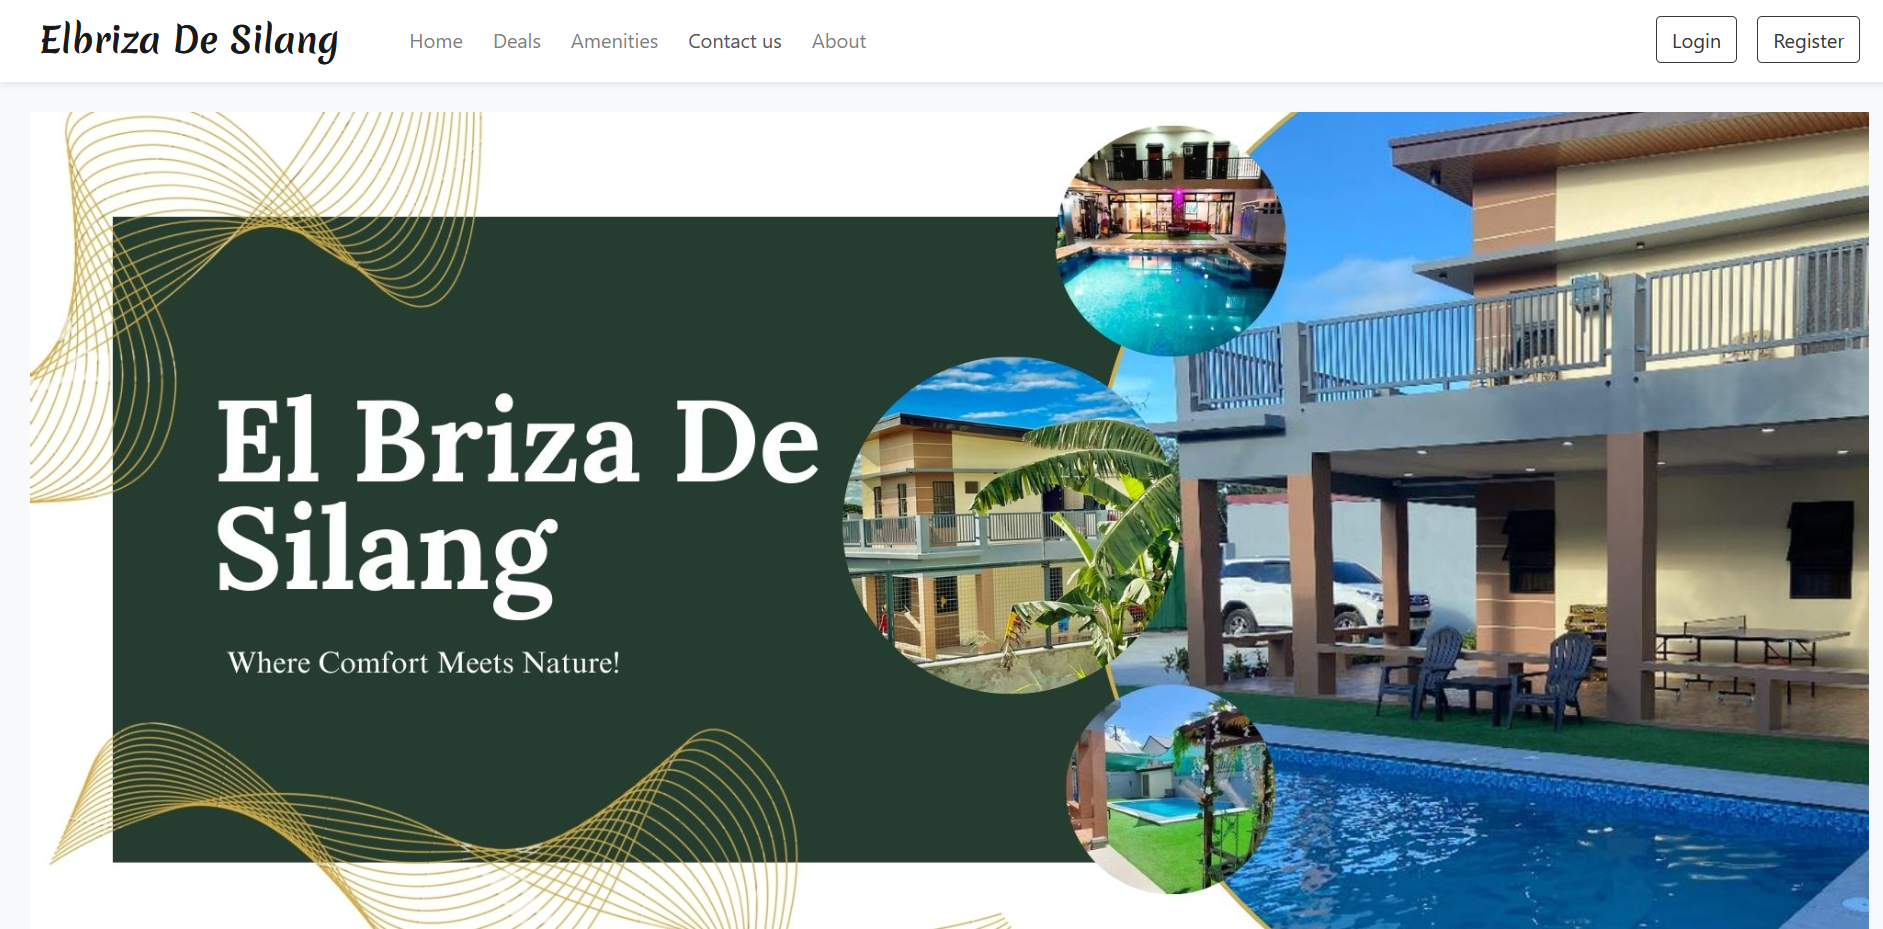 Elbriza De Silang
Home Deals Amenities Contact us About
Login Register
El Briza De
Silang
Where Comfort Meets Nature!